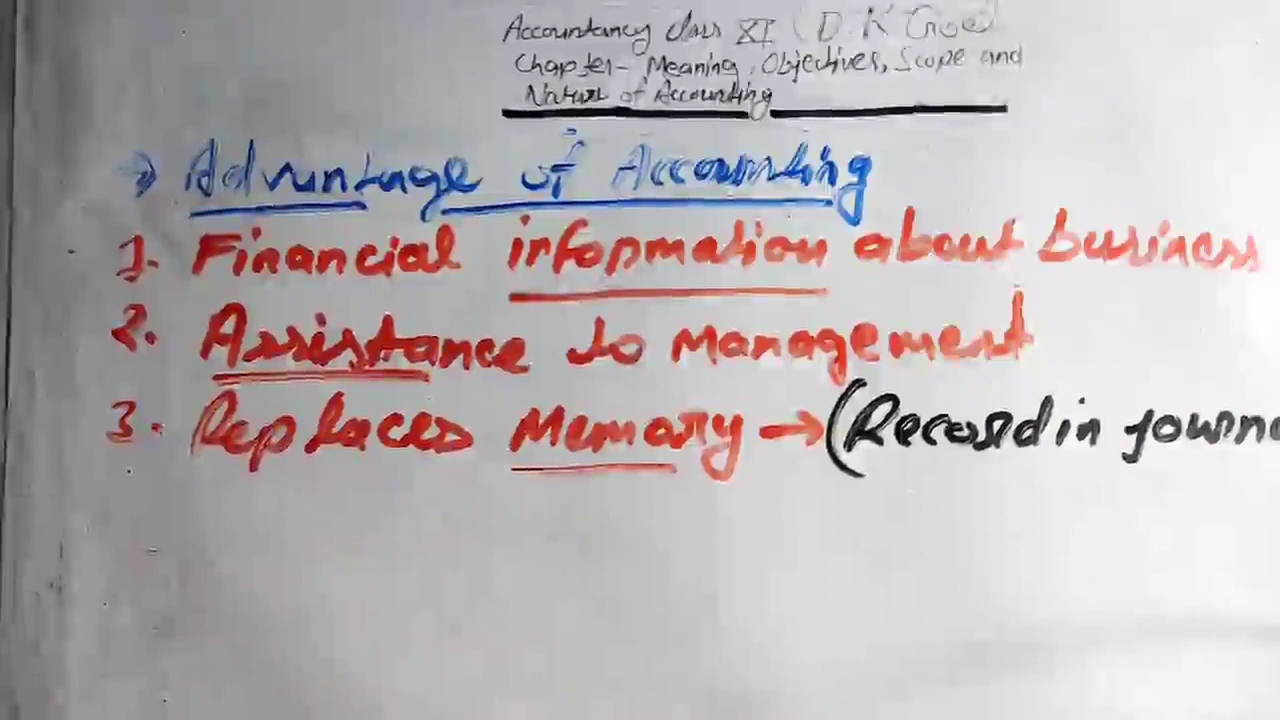 Accountancy class XI (D.K Goel)
Chapter- Meaning, Objectives, Scope and
Nature of Accounting
→ Advantage of Accounting
1. Financial information about business
2. Assistance to management
3. Replaces Memory → (Record in journa